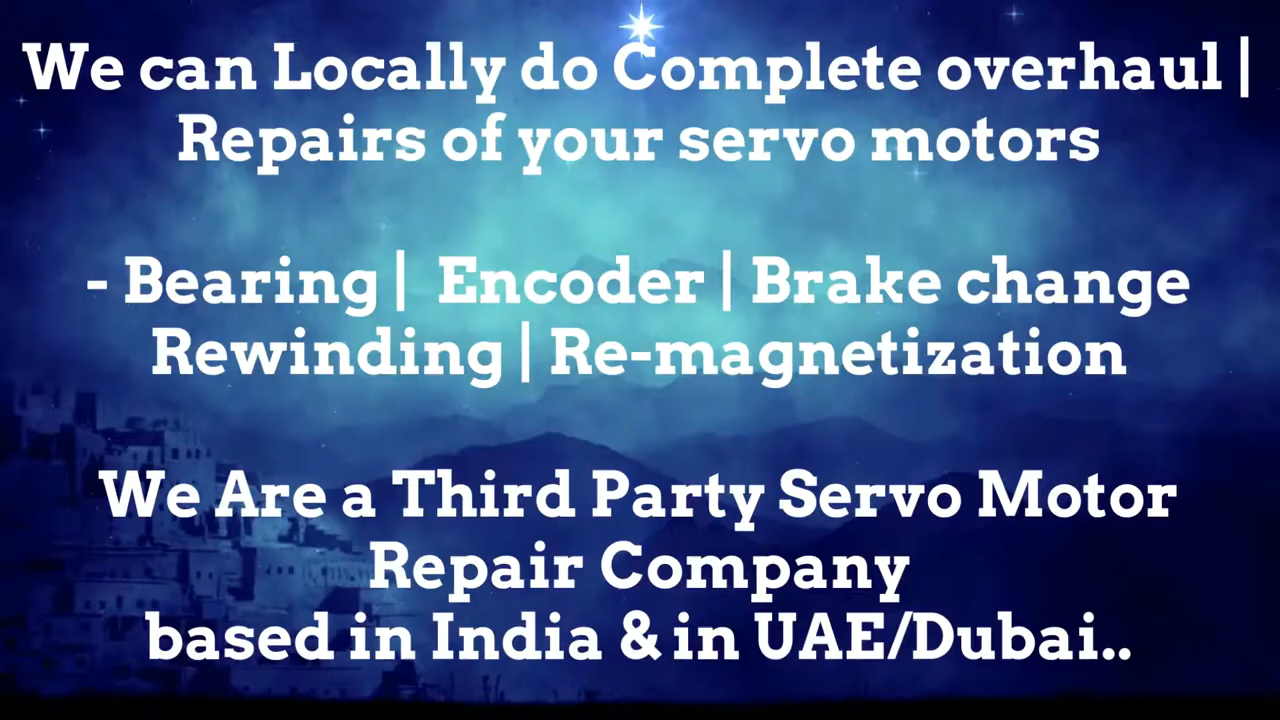 We can Locally do Complete overhaul |
Repairs of your servo motors
- Bearing | Encoder | Brake change
Rewinding | Re-magnetization
We Are a Third Party Servo Motor
Repair Company
based in India & in UAE/Dubai..